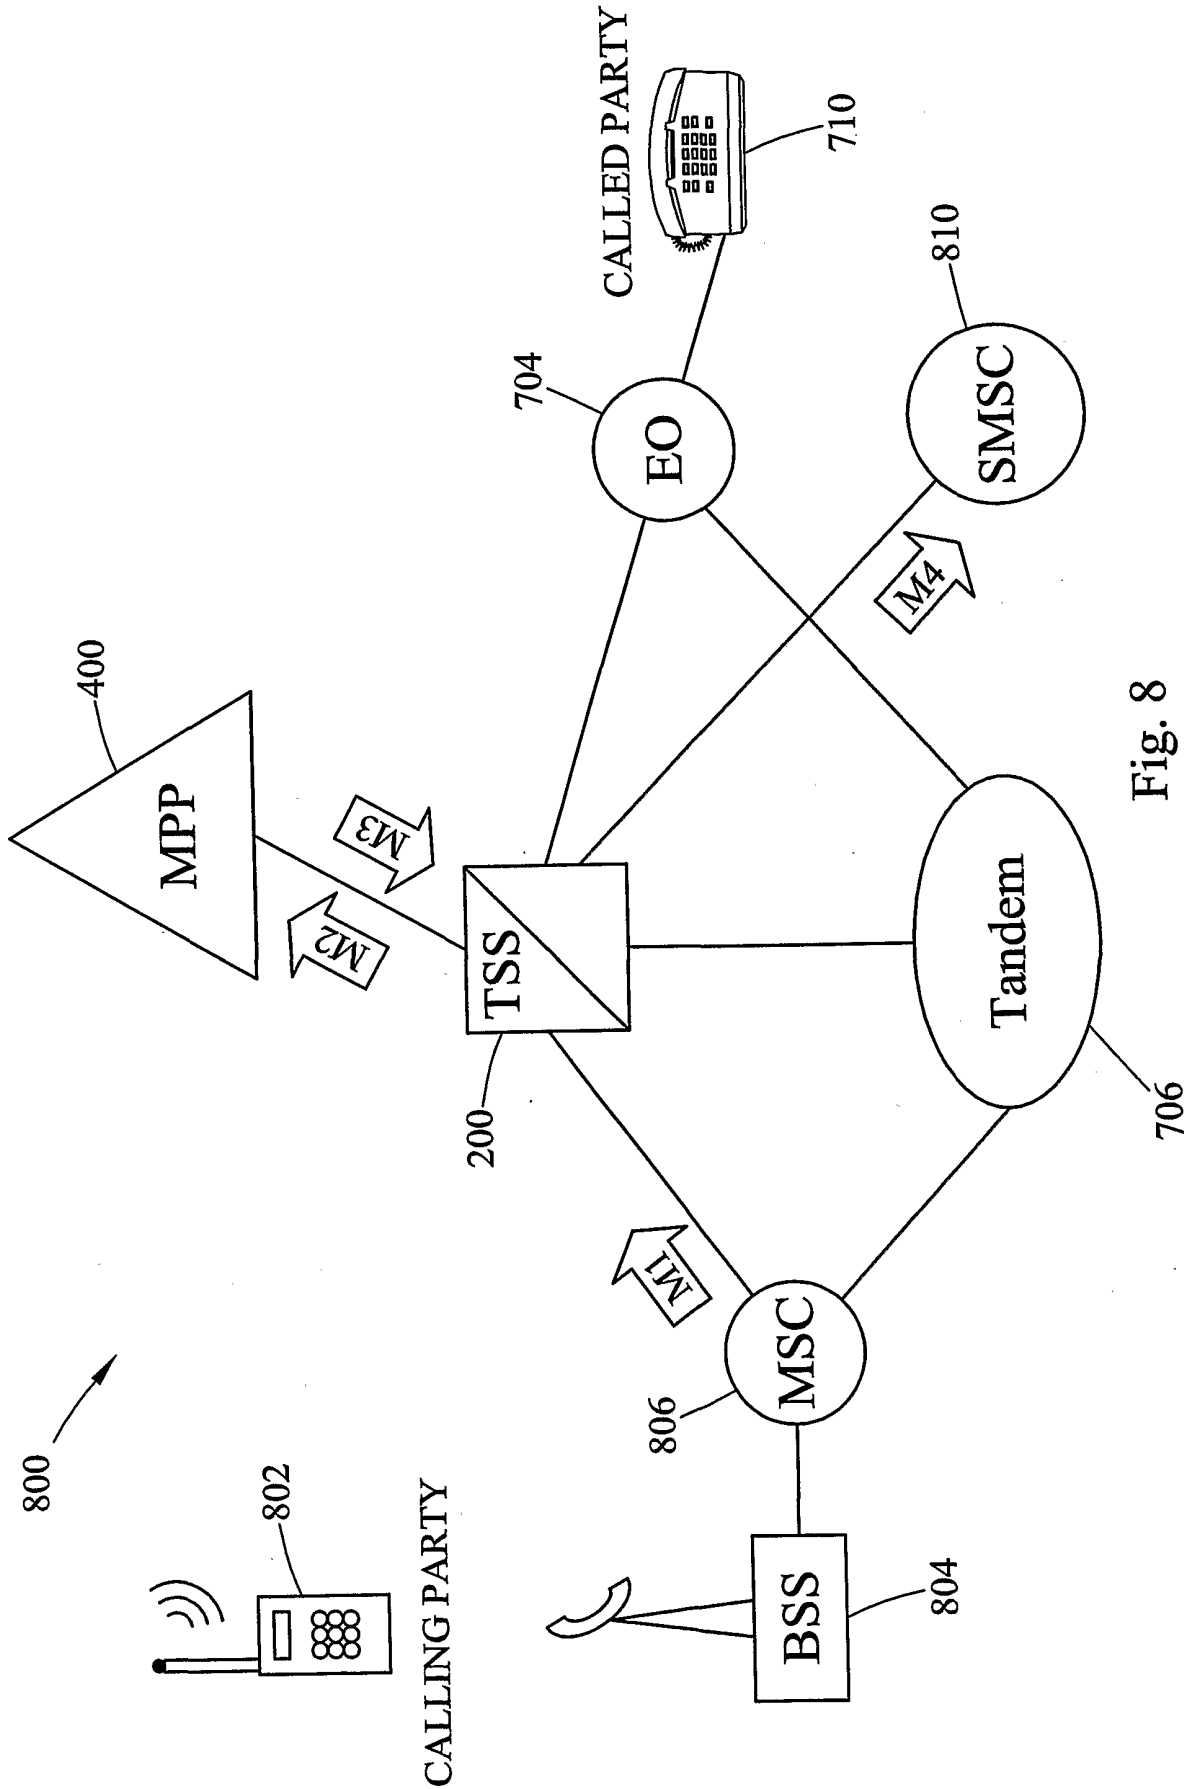 800
802
CALLING PARTY
BSS
804
MSC
806
M1
TSS
200
M2
M3
MPP
400
Tandem
706
EO
704
CALLED PARTY
710
M4
SMSC
810
Fig. 8